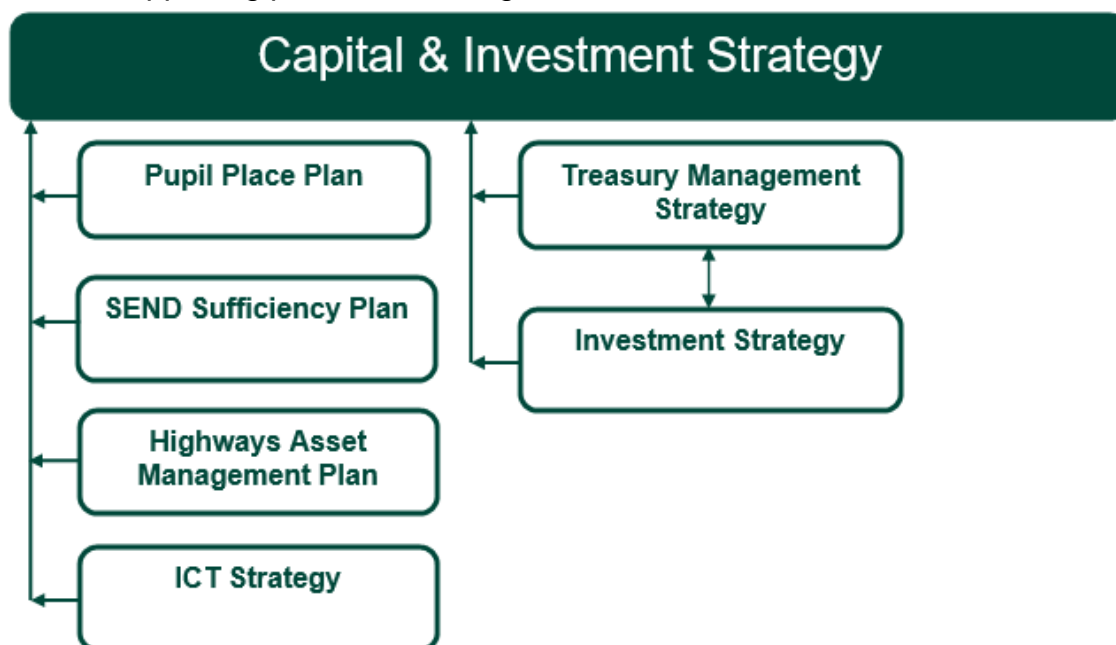 Capital & Investment Strategy
Pupil Place Plan
SEND Sufficiency Plan
Highways Asset
Management Plan
ICT Strategy
Treasury Management
Strategy
Investment Strategy